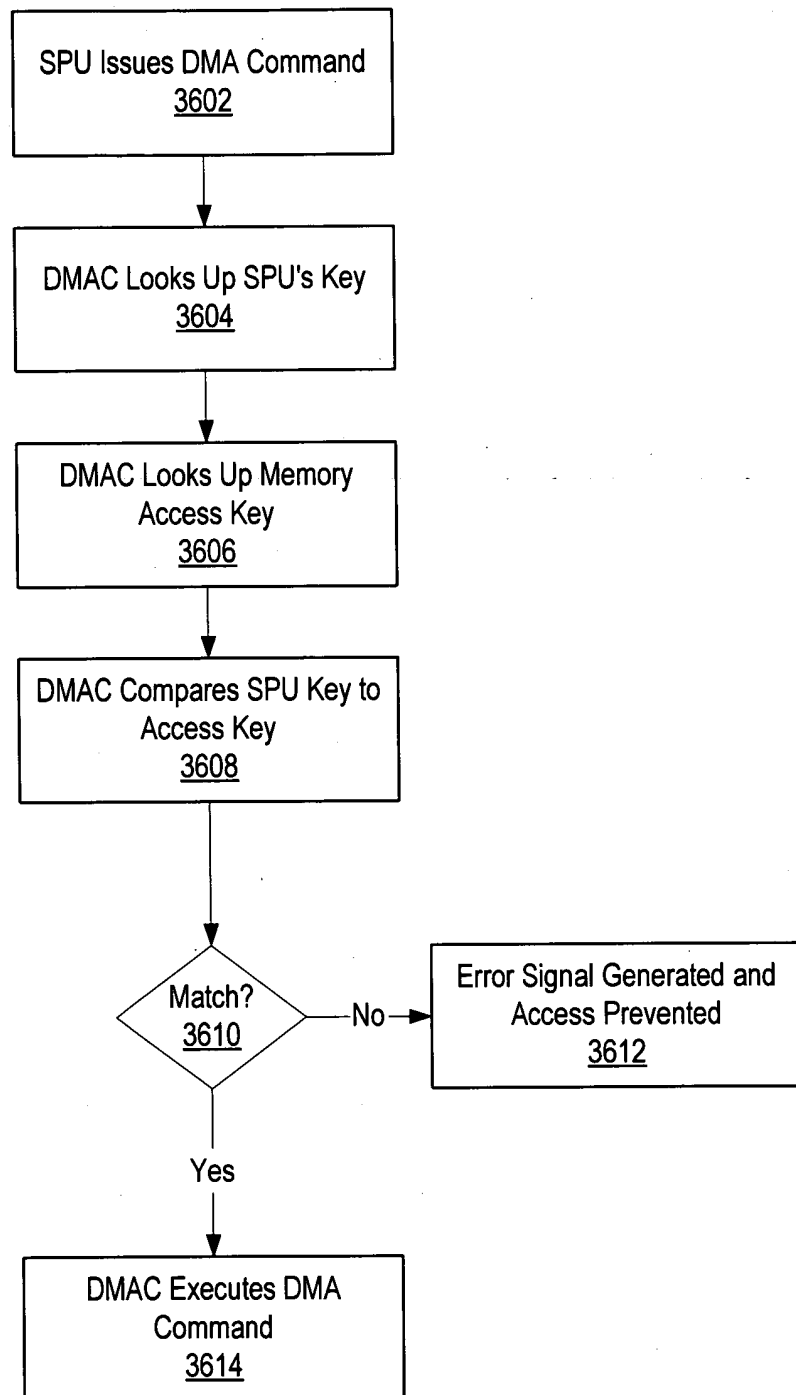 SPU Issues DMA Command
3602
DMAC Looks Up SPU's Key
3604
DMAC Looks Up Memory
Access Key
3606
DMAC Compares SPU Key to
Access Key
3608
Match?
3610
No
Error Signal Generated and
Access Prevented
3612
Yes
DMAC Executes DMA
Command
3614